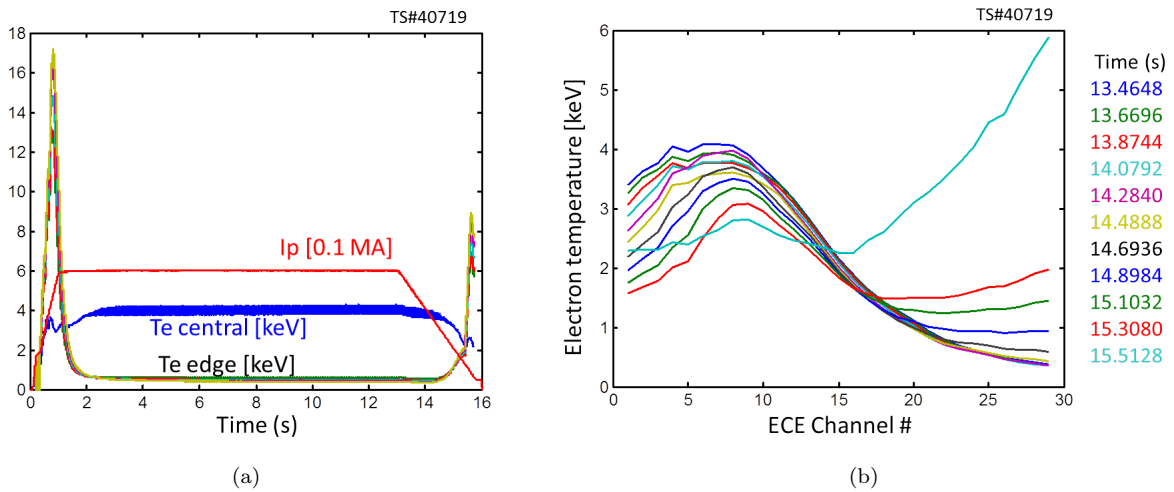 TS#40719
18
16
14
12
10
8
6
4
2
0
Ip [0.1 MA]
Te central [keV]
Te edge [keV]
0 2 4 6 8 10 12 14 16
Time (s)
(a)
TS#40719
Electron temperature [keV]
6
5
4
3
2
1
0
0 5 10 15 20 25 30
ECE Channel #
Time (s)
13.4648
13.6696
13.8744
14.0792
14.2840
14.4888
14.6936
14.8984
15.1032
15.3080
15.5128
(b)